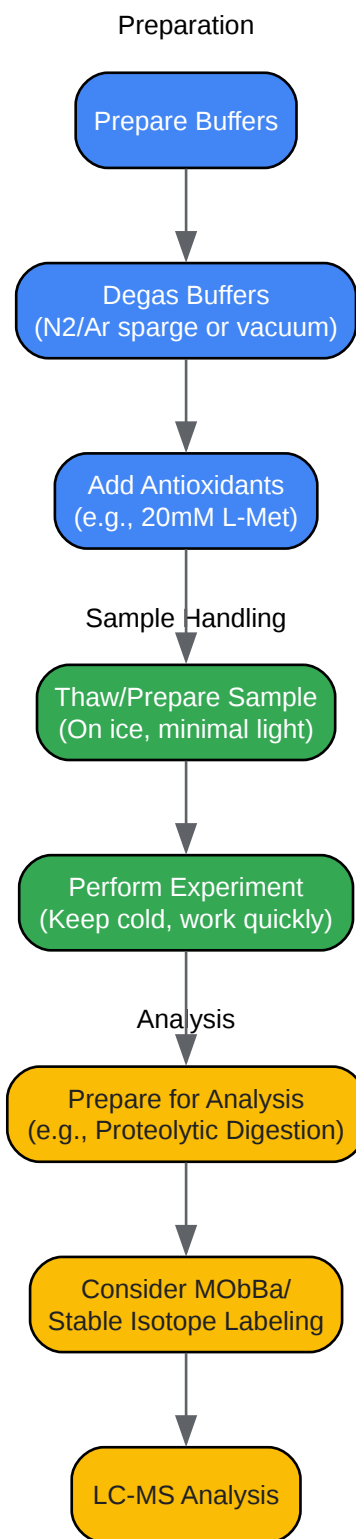 Preparation
Prepare Buffers
Degas Buffers
(N2/Ar sparge or vacuum)
Add Antioxidants
(e.g., 20mM L-Met)
Sample Handling
Thaw/Prepare Sample
(On ice, minimal light)
Perform Experiment
(Keep cold, work quickly)
Analysis
Prepare for Analysis
(e.g., Proteolytic Digestion)
Consider MObBa/
Stable Isotope Labeling
LC-MS Analysis